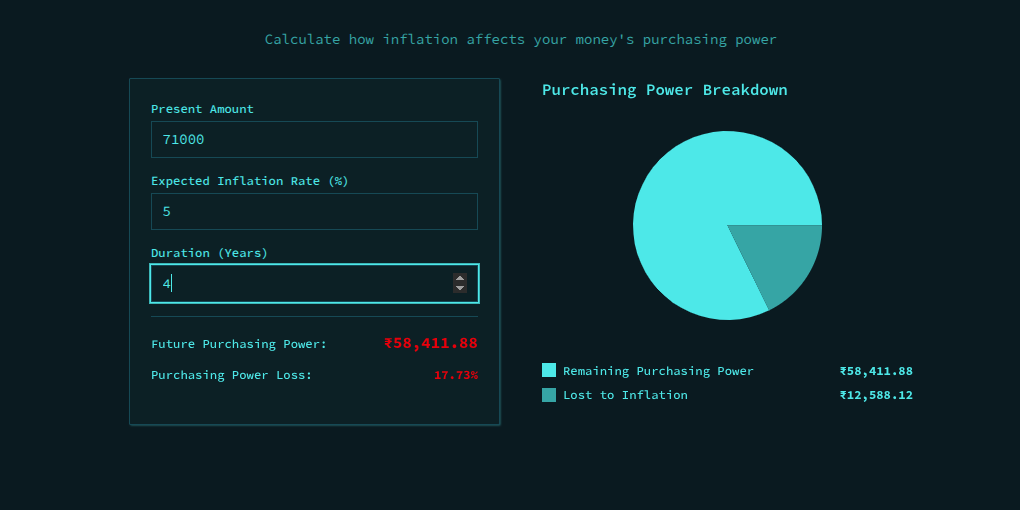 Calculate how inflation affects your money's purchasing power
Present Amount
71000
Expected Inflation Rate (%)
5
Duration (Years)
4
Future Purchasing Power: ₹58,411.88
Purchasing Power Loss: 17.73%
Purchasing Power Breakdown
Remaining Purchasing Power ₹58,411.88
Lost to Inflation ₹12,588.12